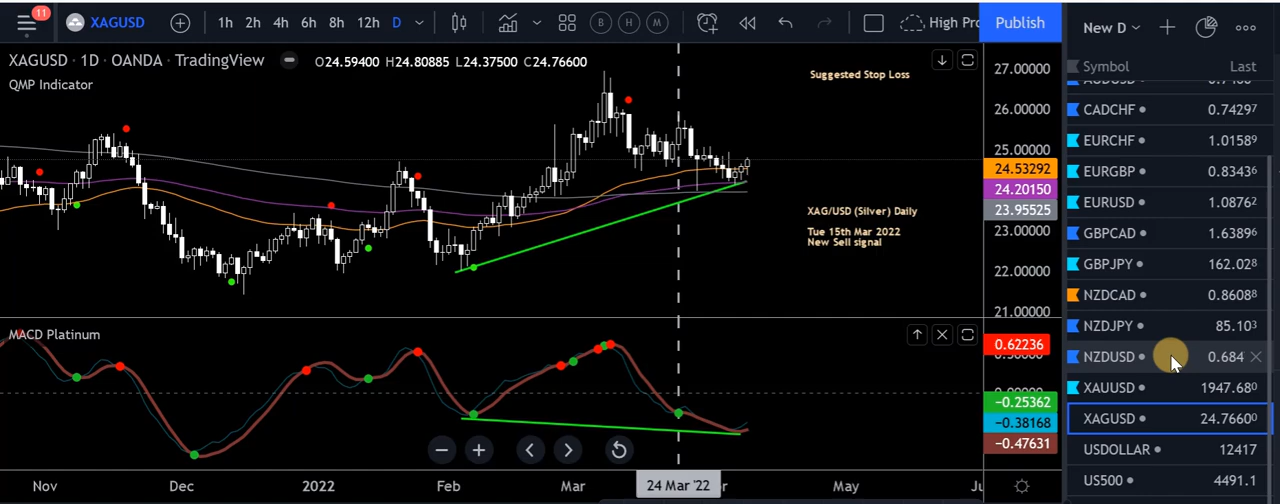 11
XAGUSD
1h 2h 4h 6h 8h 12h D
B H M
High Pro
Publish
New D
XAGUSD • 1D • OANDA • TradingView
O24.59400 H24.80885 L24.37500 C24.76600
QMP Indicator
Suggested Stop Loss
XAG/USD (Silver) Daily
Tue 15th Mar 2022
New Sell signal
27.00000
26.00000
25.00000
24.53292
24.20150
23.95525
23.00000
22.00000
21.00000
MACD Platinum
0.62236
−0.25362
−0.38168
−0.47631
Nov Dec 2022 Feb Mar 24 Mar '22 May
Symbol Last
CADCHF 0.74297
EURCHF 1.01589
EURGBP 0.83436
EURUSD 1.08762
GBPCAD 1.63896
GBPJPY 162.028
NZDCAD 0.86088
NZDJPY 85.103
NZDUSD 0.684
XAUUSD 1947.680
XAGUSD 24.76600
USDOLLAR 12417
US500 4491.1